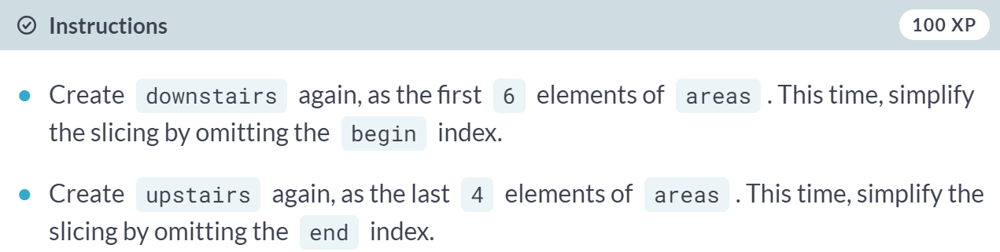 Instructions
100 XP
Create downstairs again, as the first 6 elements of areas . This time, simplify
the slicing by omitting the begin index.
Create upstairs again, as the last 4 elements of areas . This time, simplify the
slicing by omitting the end index.